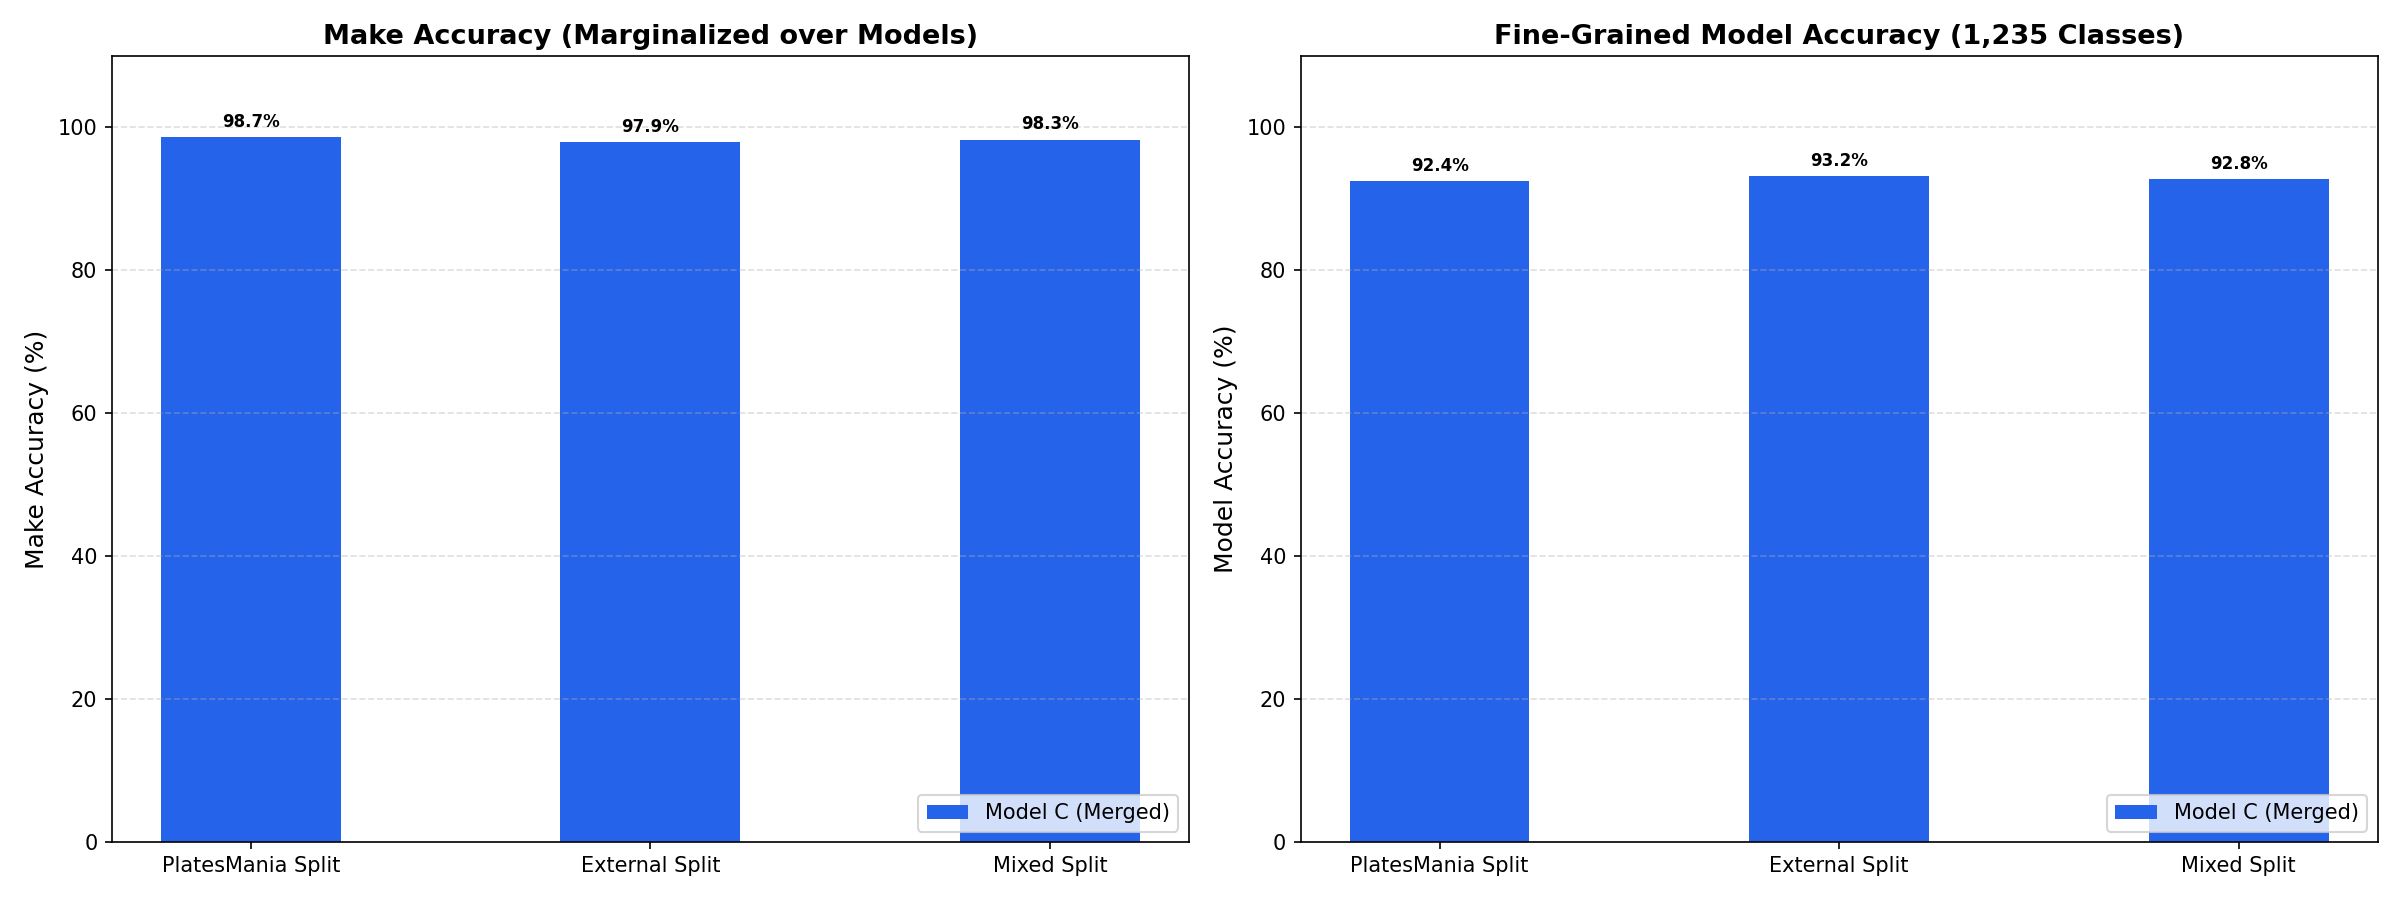 Make Accuracy (Marginalized over Models)
Make Accuracy (%)
100
80
60
40
20
0
98.7%
97.9%
98.3%
PlatesMania Split
External Split
Mixed Split
Model C (Merged)
Fine-Grained Model Accuracy (1,235 Classes)
Model Accuracy (%)
100
80
60
40
20
0
92.4%
93.2%
92.8%
PlatesMania Split
External Split
Mixed Split
Model C (Merged)